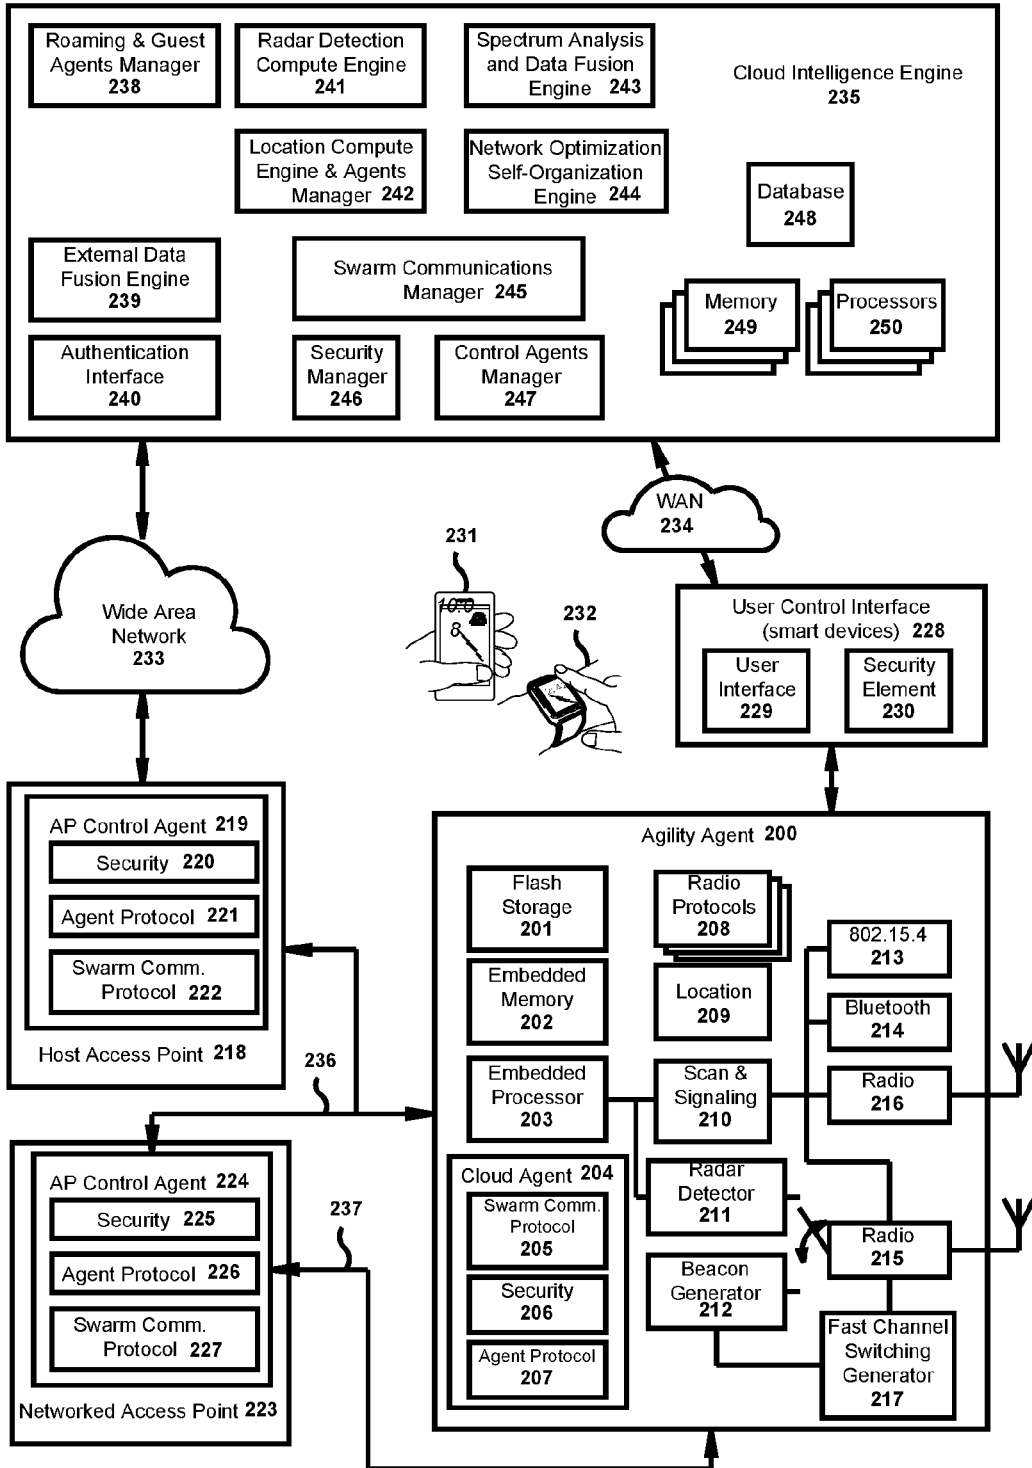 Roaming & Guest
Agents Manager
238
Radar Detection
Compute Engine
241
Spectrum Analysis
and Data Fusion
Engine 243
Cloud Intelligence Engine
235
Location Compute
Engine & Agents
Manager 242
Network Optimization
Self-Organization
Engine 244
Database
248
External Data
Fusion Engine
239
Swarm Communications
Manager 245
Memory
249
Processors
250
Authentication
Interface
240
Security
Manager
246
Control Agents
Manager
247
WAN
234
Wide Area
Network
233
231
10:0
8
232
User Control Interface
(smart devices) 228
User
Interface
229
Security
Element
230
AP Control Agent 219
Security 220
Agent Protocol 221
Swarm Comm.
Protocol 222
Host Access Point 218
236
AP Control Agent 224
Security 225
Agent Protocol 226
Swarm Comm.
Protocol 227
Networked Access Point 223
237
Agility Agent 200
Flash
Storage
201
Radio
Protocols
208
802.15.4
213
Embedded
Memory
202
Location
209
Bluetooth
214
Embedded
Processor
203
Scan &
Signaling
210
Radio
216
Cloud Agent 204
Swarm Comm.
Protocol
205
Security
206
Agent Protocol
207
Radar
Detector
211
Radio
215
Beacon
Generator
212
Fast Channel
Switching
Generator
217